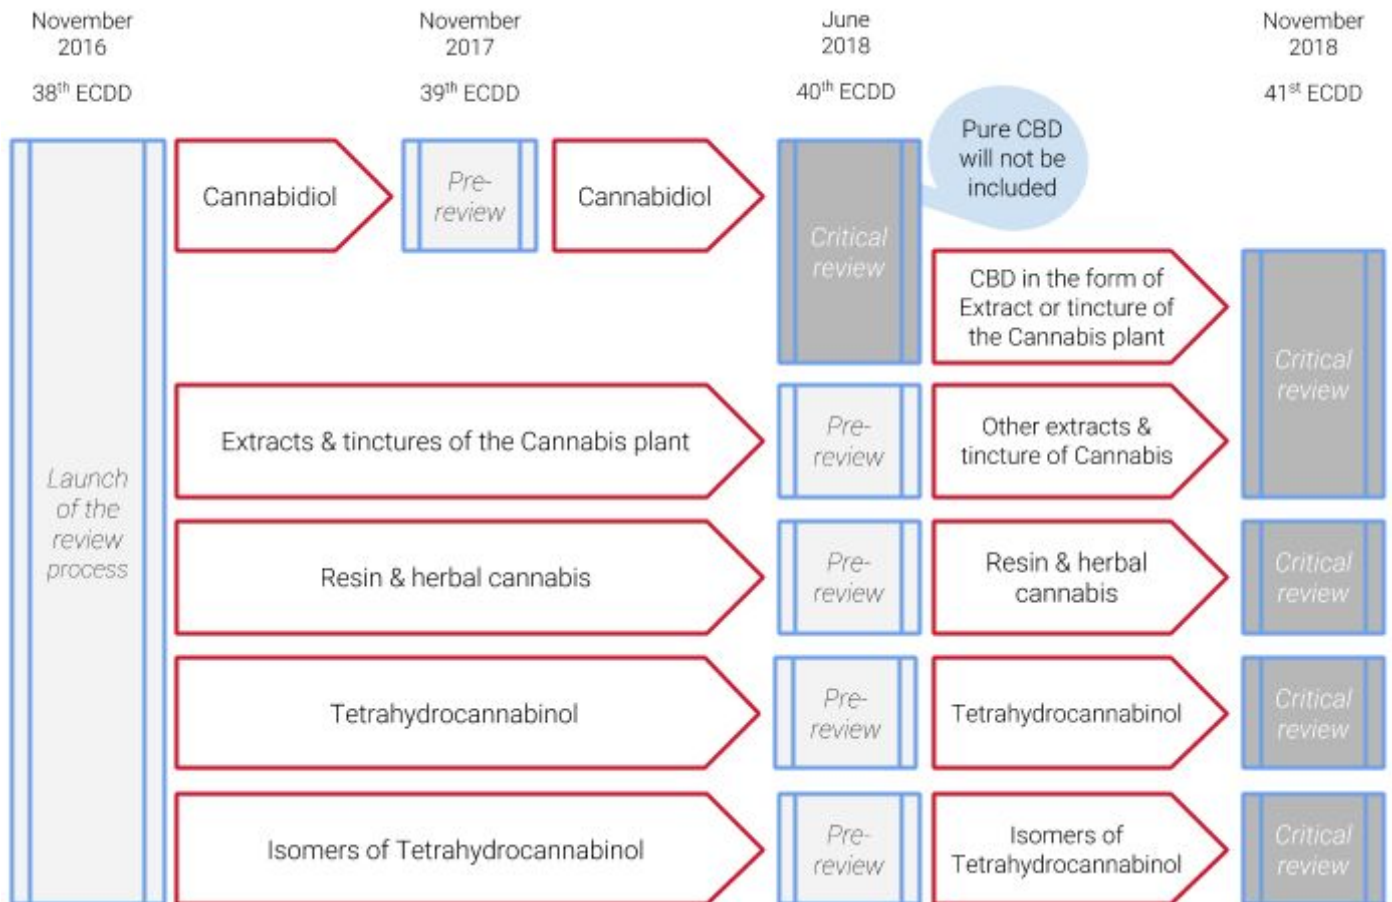 November
2016
38th ECDD
November
2017
39th ECDD
June
2018
40th ECDD
November
2018
41st ECDD
Pure CBD
will not be
included
Cannabidiol
Pre-
review
Cannabidiol
Critical
review
CBD in the form of
Extract or tincture of
the Cannabis plant
Critical
review
Launch
of the
review
process
Extracts & tinctures of the Cannabis plant
Pre-
review
Other extracts &
tincture of Cannabis
Resin & herbal cannabis
Pre-
review
Resin & herbal
cannabis
Critical
review
Tetrahydrocannabinol
Pre-
review
Tetrahydrocannabinol
Critical
review
Isomers of Tetrahydrocannabinol
Pre-
review
Isomers of
Tetrahydrocannabinol
Critical
review